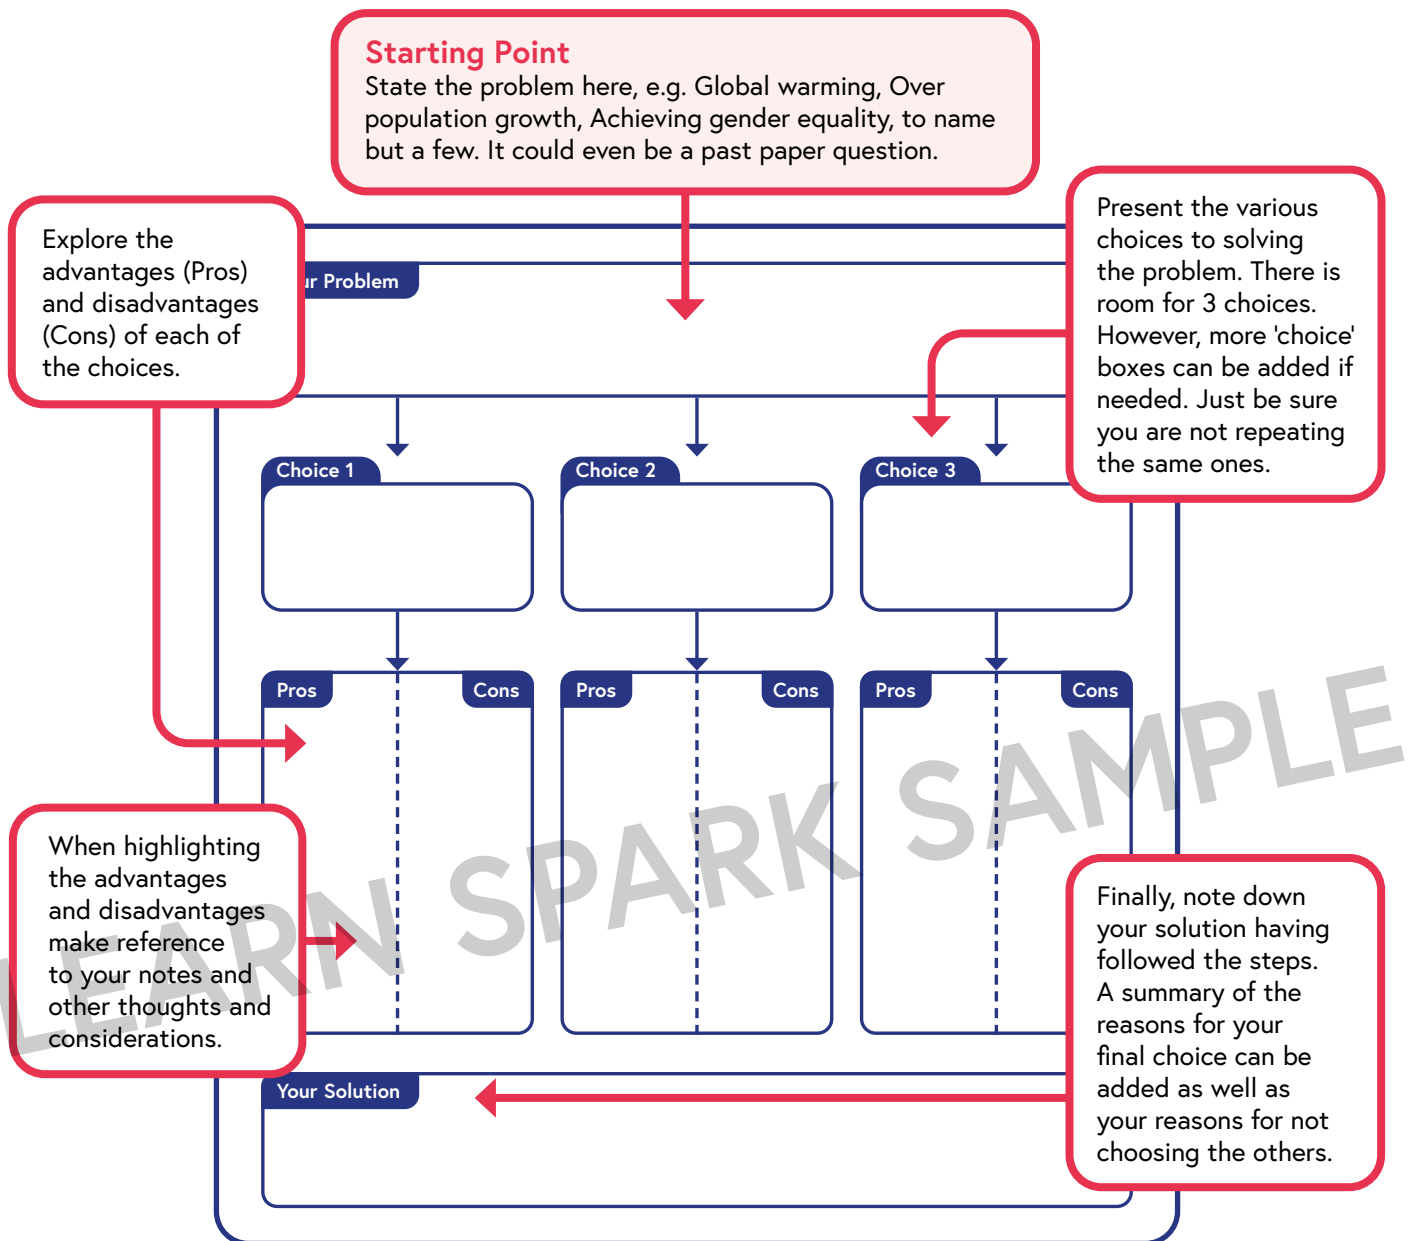 Starting Point
State the problem here, e.g. Global warming, Over
population growth, Achieving gender equality, to name
but a few. It could even be a past paper question.
Explore the
advantages (Pros)
and disadvantages
(Cons) of each of
the choices.
Present the various
choices to solving
the problem. There is
room for 3 choices.
However, more 'choice'
boxes can be added if
needed. Just be sure
you are not repeating
the same ones.
Problem
Choice 1
Choice 2
Choice 3
Pros
Cons
Pros
Cons
Pros
Cons
When highlighting
the advantages
and disadvantages
make reference
to your notes and
other thoughts and
considerations.
LEARN SPARK SAMPLE
Finally, note down
your solution having
followed the steps.
A summary of the
reasons for your
final choice can be
added as well as
your reasons for not
choosing the others.
Your Solution